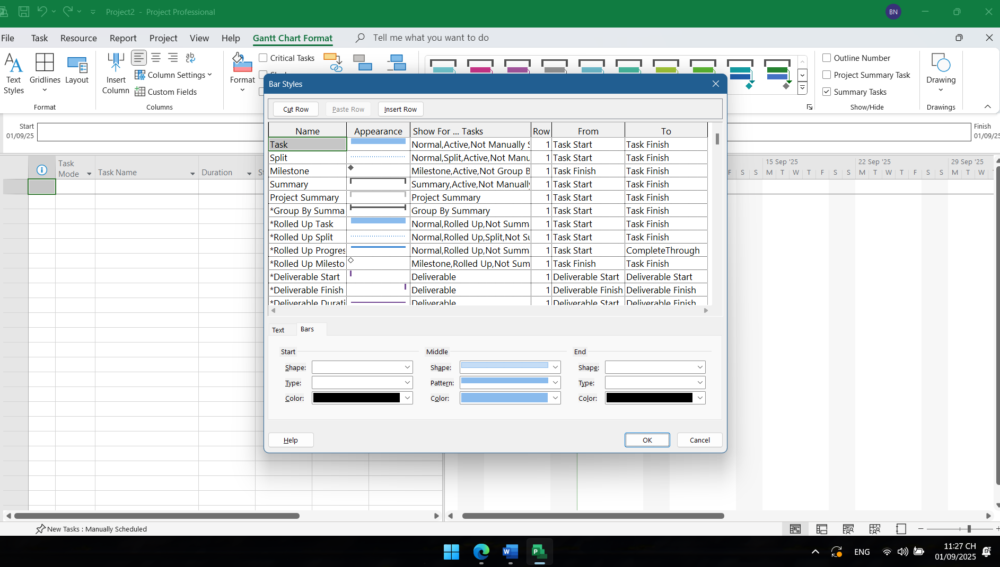 Project2 - Project Professional
BN
File Task Resource Report Project View Help Gantt Chart Format Tell me what you want to do
Text Styles
Gridlines
Layout
Format
Insert Column
Column Settings
Custom Fields
Columns
Format
Critical Tasks
Outline Number
Project Summary Task
Summary Tasks
Show/Hide
Drawing
Drawings
Start
01/09/25
Finish
01/09/25
Bar Styles
Cut Row Paste Row Insert Row
Name Appearance Show For ... Tasks Row From To
Task Normal,Active,Not Manually 1 Task Start Task Finish
Split Normal,Split,Active,Not Manu 1 Task Start Task Finish
Milestone Milestone,Active,Not Group B 1 Task Finish Task Finish
Summary Summary,Active,Not Manually 1 Task Start Task Finish
Project Summary Project Summary 1 Task Start Task Finish
*Group By Summa Group By Summary 1 Task Start Task Finish
*Rolled Up Task Normal,Rolled Up,Not Summ 1 Task Start Task Finish
*Rolled Up Split Normal,Rolled Up,Split,Not Su 1 Task Start Task Finish
*Rolled Up Progres Normal,Rolled Up,Not Summ 1 Task Start CompleteThrough
*Rolled Up Milesto Milestone,Rolled Up,Not Sum 1 Task Finish Task Finish
*Deliverable Start Deliverable 1 Deliverable Start Deliverable Start
*Deliverable Finish Deliverable 1 Deliverable Finish Deliverable Finish
*Deliverable Durati Deliverable 1 Deliverable Start Deliverable Finish
Text Bars
Start Middle End
Shape: Shape: Shape:
Type: Pattern: Type:
Color: Color: Color:
Help OK Cancel
Task Mode
Task Name
Duration
15 Sep '25 22 Sep '25 29 Sep '25
F S S M T W T F S S M T W T F S S M T W
New Tasks : Manually Scheduled
ENG
11:27 CH
01/09/2025